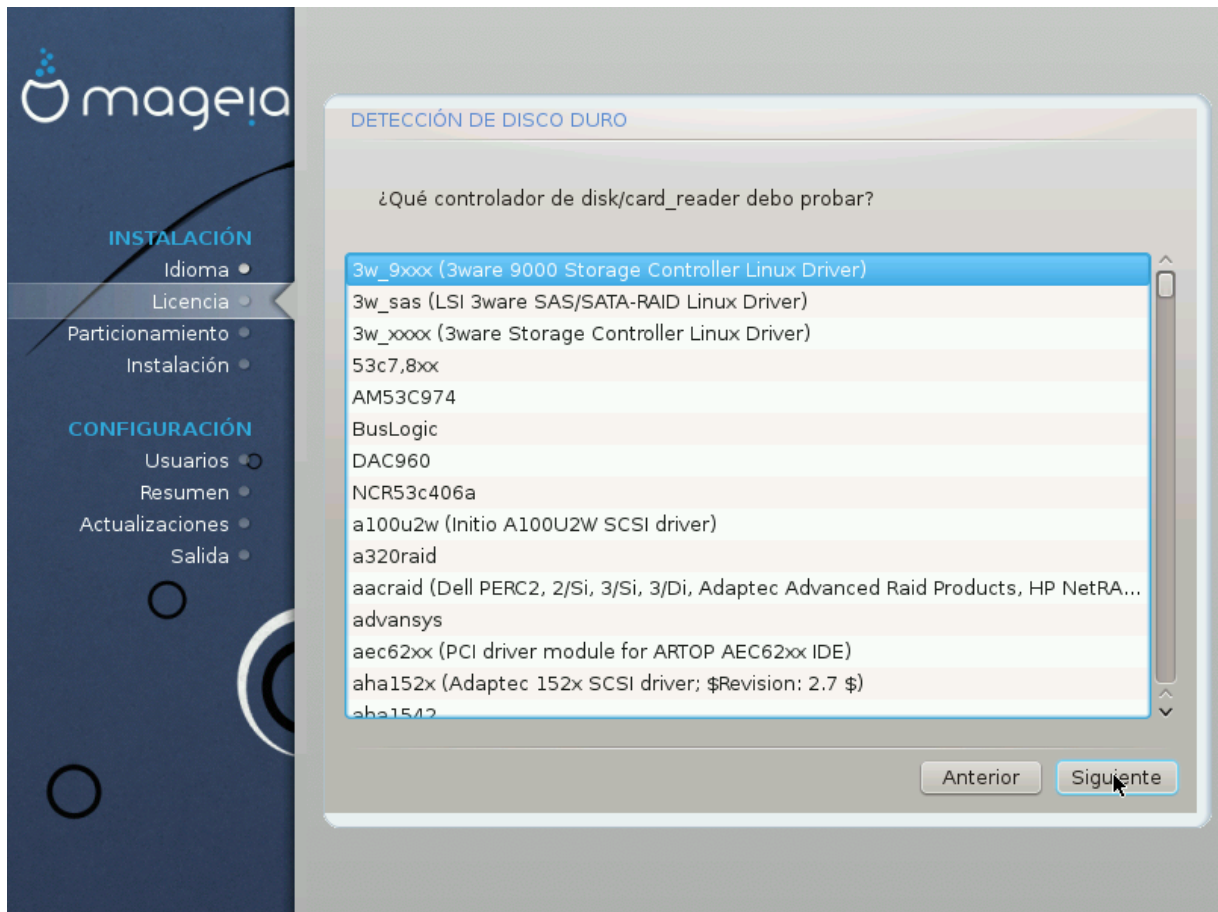 mageia
INSTALACIÓN
Idioma
Licencia
Particionamiento
Instalación
CONFIGURACIÓN
Usuarios
Resumen
Actualizaciones
Salida
DETECCIÓN DE DISCO DURO
¿Qué controlador de disk/card_reader debo probar?
3w_9xxx (3ware 9000 Storage Controller Linux Driver)
3w_sas (LSI 3ware SAS/SATA-RAID Linux Driver)
3w_xxxx (3ware Storage Controller Linux Driver)
53c7,8xx
AM53C974
BusLogic
DAC960
NCR53c406a
a100u2w (Initio A100U2W SCSI driver)
a320raid
aacraid (Dell PERC2, 2/Si, 3/Si, 3/Di, Adaptec Advanced Raid Products, HP NetRA...
advansys
aec62xx (PCI driver module for ARTOP AEC62xx IDE)
aha152x (Adaptec 152x SCSI driver; $Revision: 2.7 $)
aha1542
Anterior
Siguiente